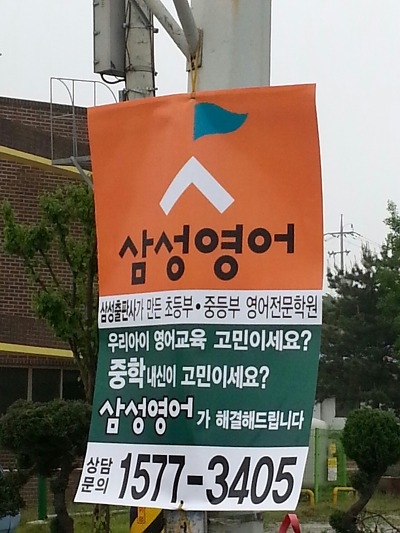 삼성영어
삼성출판사가 만든 초등부·중등부 영어전문학원
우리아이 영어교육 고민이세요?
중학내신이 고민이세요?
삼성영어가 해결해드립니다
상담
문의 1577-3405